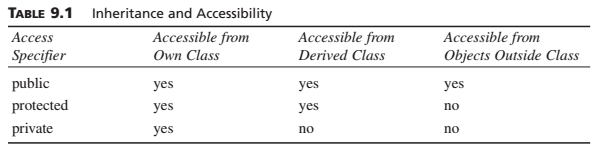 TABLE 9.1 Inheritance and Accessibility
Access Accessible from Accessible from Accessible from
Specifier Own Class Derived Class Objects Outside Class
public yes yes yes
protected yes yes no
private yes no no